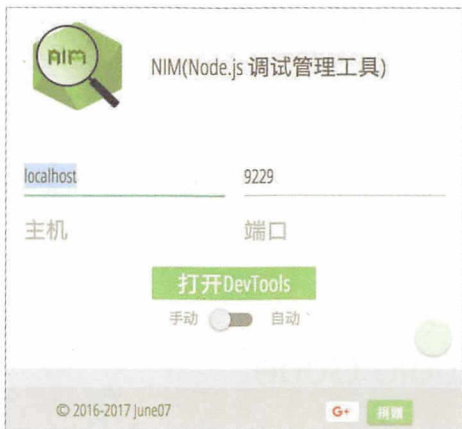 NIM
NIM(Node.js 调试管理工具)
localhost 9229
主机 端口
打开DevTools
手动 自动
© 2016-2017 June07
G+ 捐赠